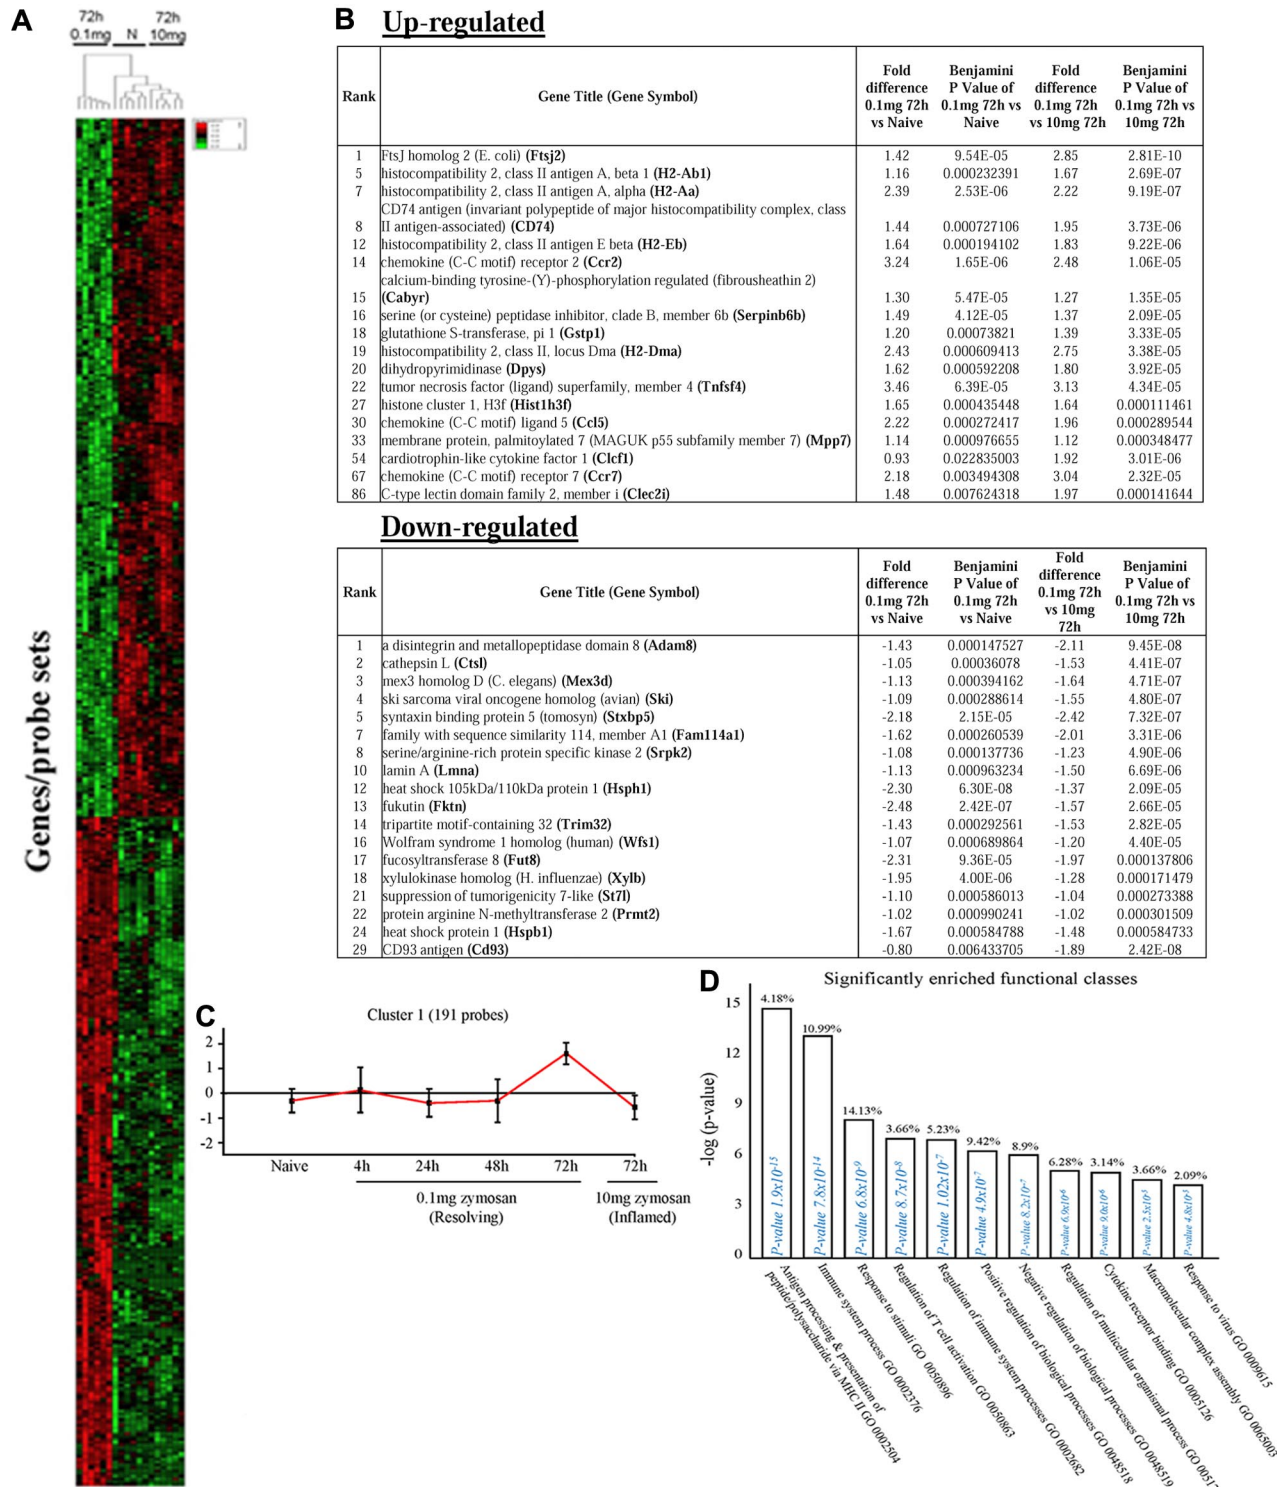 A
72h
0.1mg
N
72h
10mg
Genes/probe sets
B
Up-regulated
Rank
Gene Title (Gene Symbol)
Fold difference 0.1mg 72h vs Naive
Benjamini P Value of 0.1mg 72h vs Naive
Fold difference 0.1mg 72h vs 10mg 72h
Benjamini P Value of 0.1mg 72h vs 10mg 72h
1 FtsJ homolog 2 (E. coli) (Ftsj2) 1.42 9.54E-05 2.85 2.81E-10
5 histocompatibility 2, class II antigen A, beta 1 (H2-Ab1) 1.16 0.000232391 1.67 2.69E-07
7 histocompatibility 2, class II antigen A, alpha (H2-Aa) 2.39 2.53E-06 2.22 9.19E-07
CD74 antigen (invariant polypeptide of major histocompatibility complex, class
8 II antigen-associated) (CD74) 1.44 0.000727106 1.95 3.73E-06
12 histocompatibility 2, class II antigen E beta (H2-Eb) 1.64 0.000194102 1.83 9.22E-06
14 chemokine (C-C motif) receptor 2 (Ccr2) 3.24 1.65E-06 2.48 1.06E-05
calcium-binding tyrosine-(Y)-phosphorylation regulated (fibrousheathin 2)
15 (Cabyr) 1.30 5.47E-05 1.27 1.35E-05
16 serine (or cysteine) peptidase inhibitor, clade B, member 6b (Serpinb6b) 1.49 4.12E-05 1.37 2.09E-05
18 glutathione S-transferase, pi 1 (Gstp1) 1.20 0.00073821 1.39 3.33E-05
19 histocompatibility 2, class II, locus Dma (H2-Dma) 2.43 0.000609413 2.75 3.38E-05
20 dihydropyrimidinase (Dpys) 1.62 0.000592208 1.80 3.92E-05
22 tumor necrosis factor (ligand) superfamily, member 4 (Tnfsf4) 3.46 6.39E-05 3.13 4.34E-05
27 histone cluster 1, H3f (Hist1h3f) 1.65 0.000435448 1.64 0.000111461
30 chemokine (C-C motif) ligand 5 (Ccl5) 2.22 0.000272417 1.96 0.000289544
33 membrane protein, palmitoylated 7 (MAGUK p55 subfamily member 7) (Mpp7) 1.14 0.000976655 1.12 0.000348477
54 cardiotrophin-like cytokine factor 1 (Clcf1) 0.93 0.022835003 1.92 3.01E-06
67 chemokine (C-C motif) receptor 7 (Ccr7) 2.18 0.003494308 3.04 2.32E-05
86 C-type lectin domain family 2, member i (Clec2i) 1.48 0.007624318 1.97 0.000141644
Down-regulated
Rank
Gene Title (Gene Symbol)
Fold difference 0.1mg 72h vs Naive
Benjamini P Value of 0.1mg 72h vs Naive
Fold difference 0.1mg 72h vs 10mg 72h
Benjamini P Value of 0.1mg 72h vs 10mg 72h
1 a disintegrin and metallopeptidase domain 8 (Adam8) -1.43 0.000147527 -2.11 9.45E-08
2 cathepsin L (Ctsl) -1.05 0.00036078 -1.53 4.41E-07
3 mex3 homolog D (C. elegans) (Mex3d) -1.13 0.000394162 -1.64 4.71E-07
4 ski sarcoma viral oncogene homolog (avian) (Ski) -1.09 0.000288614 -1.55 4.80E-07
5 syntaxin binding protein 5 (tomosyn) (Stxbp5) -2.18 2.15E-05 -2.42 7.32E-07
7 family with sequence similarity 114, member A1 (Fam114a1) -1.62 0.000260539 -2.01 3.31E-06
8 serine/arginine-rich protein specific kinase 2 (Srpk2) -1.08 0.000137736 -1.23 4.90E-06
10 lamin A (Lmna) -1.13 0.000963234 -1.50 6.69E-06
12 heat shock 105kDa/110kDa protein 1 (Hsph1) -2.30 6.30E-08 -1.37 2.09E-05
13 fukutin (Fktn) -2.48 2.42E-07 -1.57 2.66E-05
14 tripartite motif-containing 32 (Trim32) -1.43 0.000292561 -1.53 2.82E-05
16 Wolfram syndrome 1 homolog (human) (Wfs1) -1.07 0.000689864 -1.20 4.40E-05
17 fucosyltransferase 8 (Fut8) -2.31 9.36E-05 -1.97 0.000137806
18 xylulokinase homolog (H. influenzae) (Xylb) -1.95 4.00E-06 -1.28 0.000171479
21 suppression of tumorigenicity 7-like (St7l) -1.10 0.000586013 -1.04 0.000273388
22 protein arginine N-methyltransferase 2 (Prmt2) -1.02 0.000990241 -1.02 0.000301509
24 heat shock protein 1 (Hspb1) -1.67 0.000584788 -1.48 0.000584733
29 CD93 antigen (Cd93) -0.80 0.006433705 -1.89 2.42E-08
C
Cluster 1 (191 probes)
2
1
0
-1
-2
Naive 4h 24h 48h 72h 72h
0.1mg zymosan
(Resolving)
10mg zymosan
(Inflamed)
D
Significantly enriched functional classes
-log (p-value)
15
12
9
6
3
0
4.18%
10.99%
14.13%
3.66%
5.23%
9.42%
8.9%
6.28%
3.14%
3.66%
2.09%
P-value 1.9x10-15
P-value 7.8x10-14
P-value 6.8x10-9
P-value 8.7x10-8
P-value 1.02x10-7
P-value 4.9x10-7
P-value 8.2x10-7
P-value 6.9x10-6
P-value 9.0x10-6
P-value 2.5x10-5
P-value 4.8x10-5
Antigen processing & presentation of
peptide/polysaccharide via MHC II GO 0002504
Immune system process GO 0002376
Response to stimuli GO 0050896
Regulation of T cell activation GO 0050863
Regulation of immune system processes GO 0002682
Positive regulation of biological processes GO 0048518
Negative regulation of biological processes GO 0048519
Regulation of multicellular organismal process GO 0051
Cytokine receptor binding GO 0005126
Macromolecular complex assembly GO 0065003
Response to virus GO 0009615